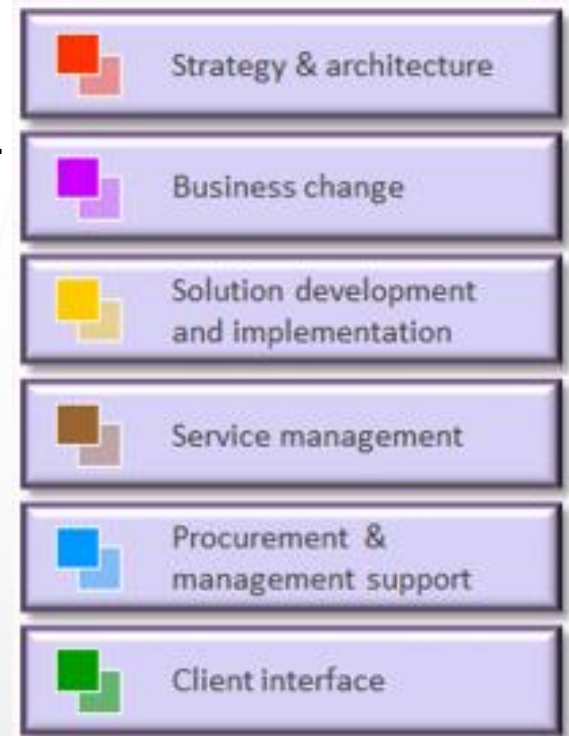 Strategy & architecture
Business change
Solution development
and implementation
Service management
Procurement &
management support
Client interface